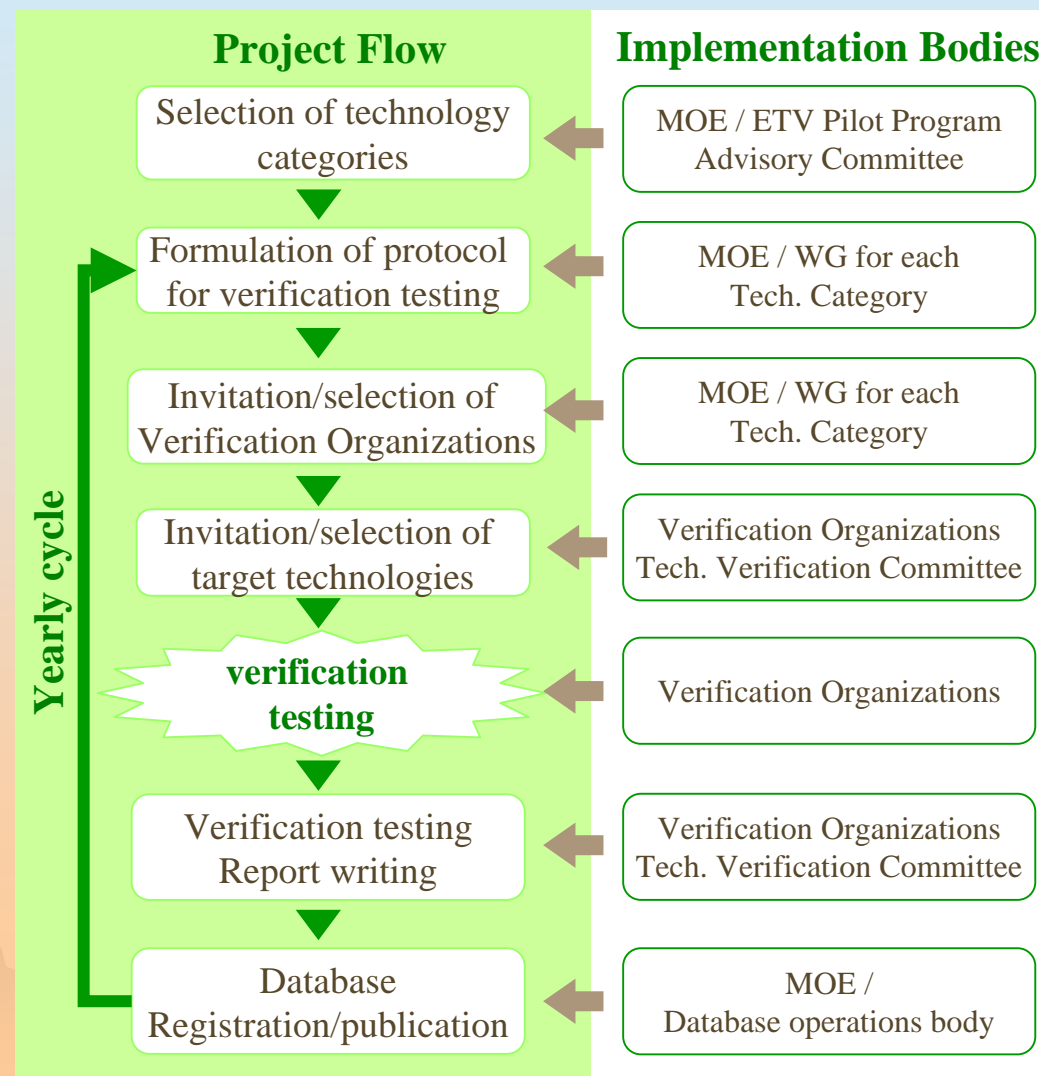 Project Flow
Implementation Bodies
Selection of technology
categories
MOE / ETV Pilot Program
Advisory Committee
Formulation of protocol
for verification testing
MOE / WG for each
Tech. Category
Invitation/selection of
Verification Organizations
MOE / WG for each
Tech. Category
Invitation/selection of
target technologies
Verification Organizations
Tech. Verification Committee
verification
testing
Verification Organizations
Verification testing
Report writing
Verification Organizations
Tech. Verification Committee
Database
Registration/publication
MOE /
Database operations body
Yearly cycle